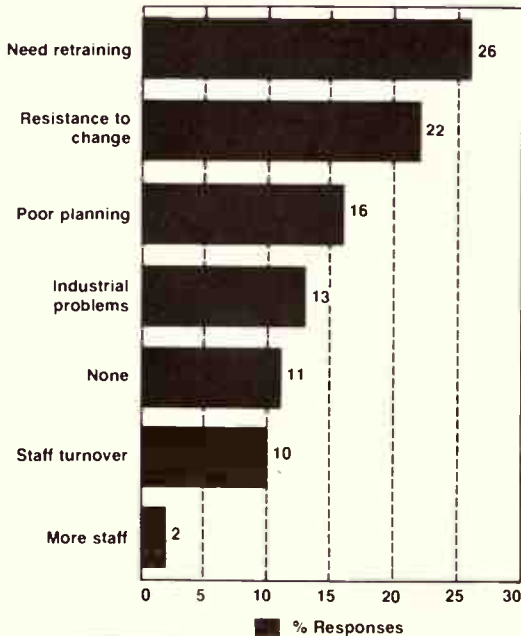 Need retraining
26
Resistance to
change
22
Poor planning
16
Industrial
problems
13
None
11
Staff turnover
10
More staff
2
0 5 10 15 20 25 30
% Responses